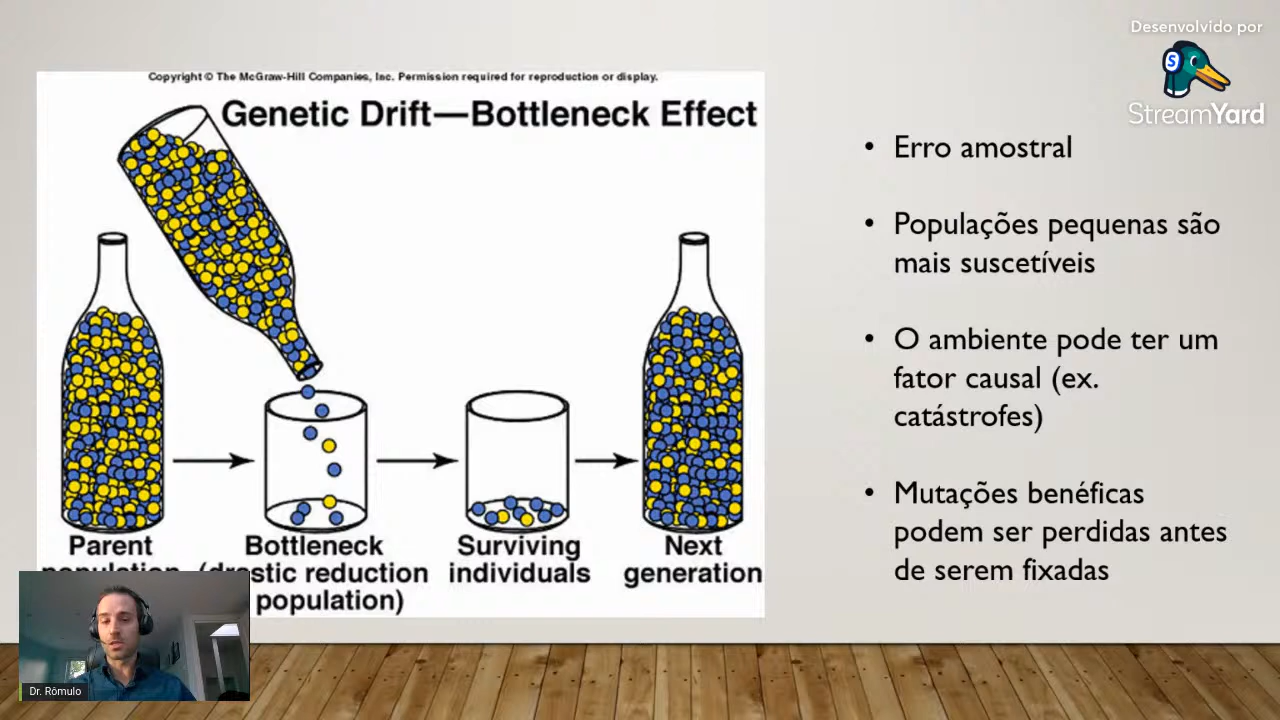 Desenvolvido por
StreamYard
Copyright © The McGraw-Hill Companies, Inc. Permission required for reproduction or display.
Genetic Drift—Bottleneck Effect
Parent
population
Bottleneck
(drastic reduction
population)
Surviving
individuals
Next
generation
• Erro amostral
• Populações pequenas são
mais suscetíveis
• O ambiente pode ter um
fator causal (ex.
catástrofes)
• Mutações benéficas
podem ser perdidas antes
de serem fixadas
Dr. Rômulo